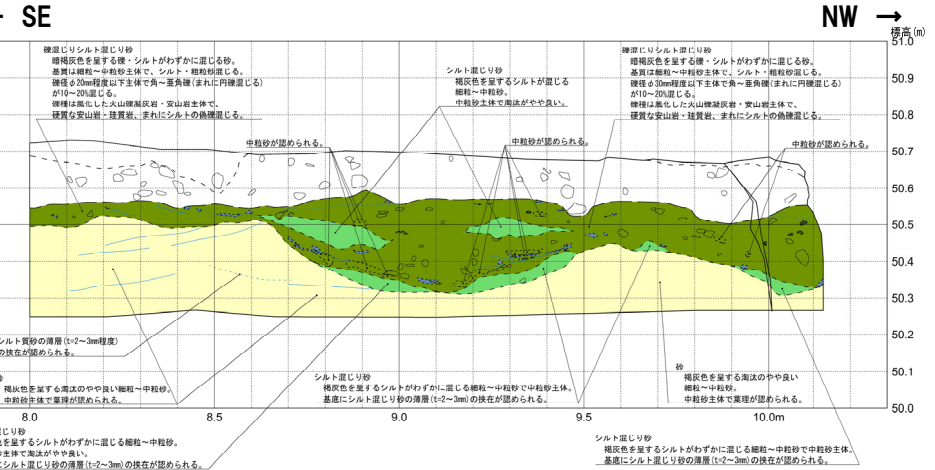 SE
NW →
標高(m)
礫混じりシルト混じり砂
暗褐灰色を呈する礫・シルトがわずかに混じる砂。
基質は細粒～中粒砂主体で、シルト・粗粒砂混じる。
礫径φ20mm程度以下主体で角～亜角礫(まれに円礫混じる)
が10～20%混じる。
礫種は風化した火山礫凝灰岩・安山岩主体で、
硬質な安山岩・珪質岩、まれにシルトの偽礫混じる。
シルト混じり砂
褐灰色を呈するシルトが混じる
細粒～中粒砂。
中粒砂主体で淘汰がやや良い。
礫混じりシルト混じり砂
暗褐灰色を呈する礫・シルトがわずかに混じる砂。
基質は細粒～中粒砂主体で、シルト・粗粒砂混じる。
礫径φ30mm程度以下主体で角～亜角礫(まれに円礫混じる)
が10～20%混じる。
礫種は風化した火山礫凝灰岩・安山岩主体で、
硬質な安山岩・珪質岩、まれにシルトの偽礫混じる。
中粒砂が認められる。
中粒砂が認められる。
中粒砂が認められる。
51.0
50.9
50.8
50.7
50.6
50.5
50.4
50.3
50.2
50.1
50.0
シルト質砂の薄層(t=2～3mm程度)
の挟在が認められる。
砂
褐灰色を呈する淘汰のやや良い細粒～中粒砂。
中粒砂主体で葉理が認められる。
シルト混じり砂
褐灰色を呈するシルトがわずかに混じる細粒～中粒砂で中粒砂主体。
基底にシルト混じり砂の薄層(t=2～3mm)の挟在が認められる。
砂
褐灰色を呈する淘汰のやや良い
細粒～中粒砂。
中粒砂主体で葉理が認められる。
8.0
8.5
9.0
9.5
10.0m
混じり砂
を呈するシルトがわずかに混じる細粒～中粒砂。
砂主体で淘汰がやや良い。
にシルト混じり砂の薄層(t=2～3mm)の挟在が認められる。
シルト混じり砂
褐灰色を呈するシルトがわずかに混じる細粒～中粒砂で中粒砂主体。
基底にシルト混じり砂の薄層(t=2～3mm)の挟在が認められる。